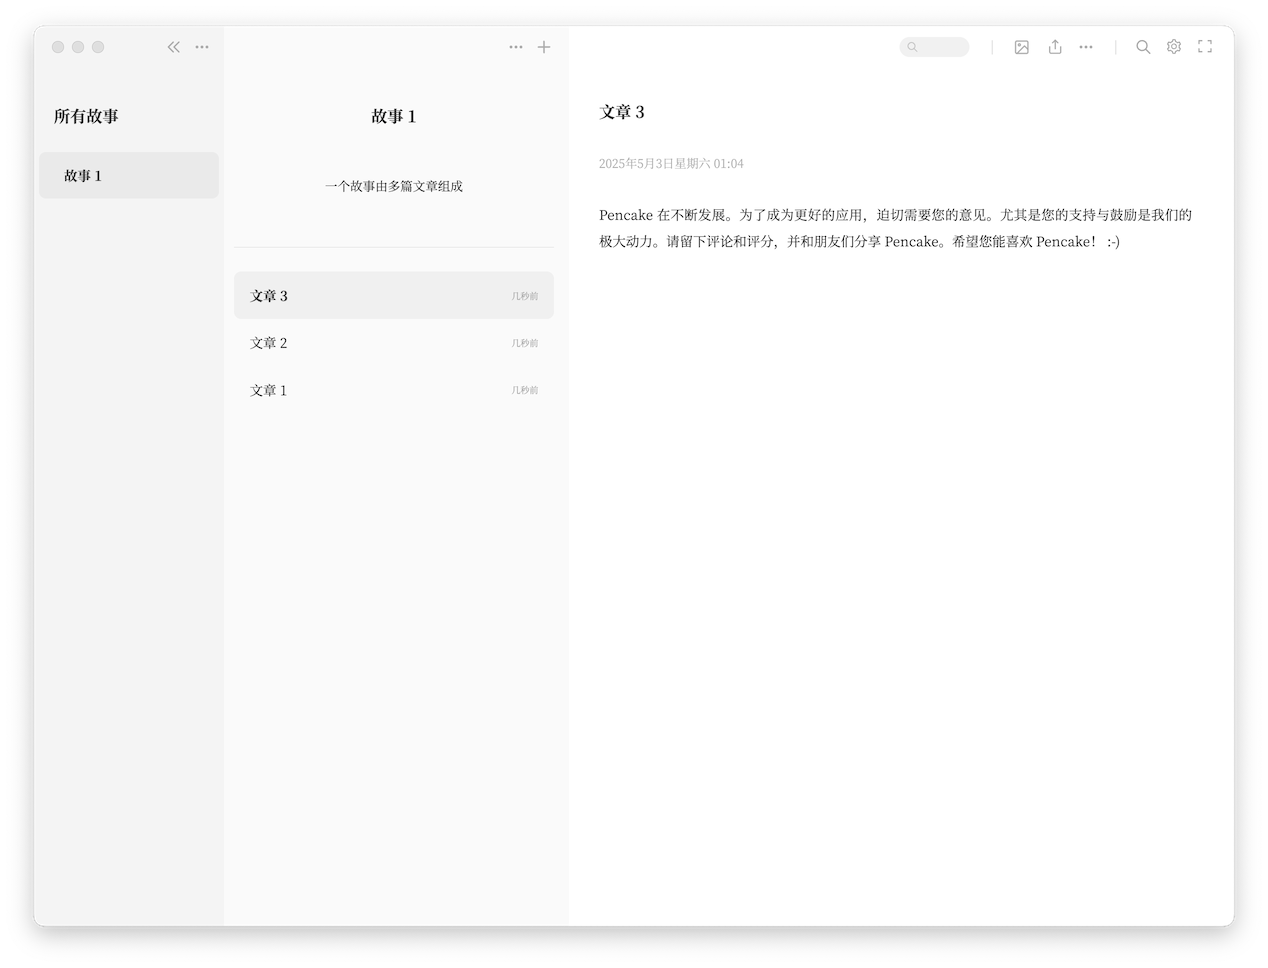 所有故事
故事 1
故事 1
一个故事由多篇文章组成
文章 3
几秒前
文章 2
几秒前
文章 1
几秒前
文章 3
2025年5月3日星期六 01:04
Pencake 在不断发展。为了成为更好的应用，迫切需要您的意见。尤其是您的支持与鼓励是我们的
极大动力。请留下评论和评分，并和朋友们分享 Pencake。希望您能喜欢 Pencake！ :-)